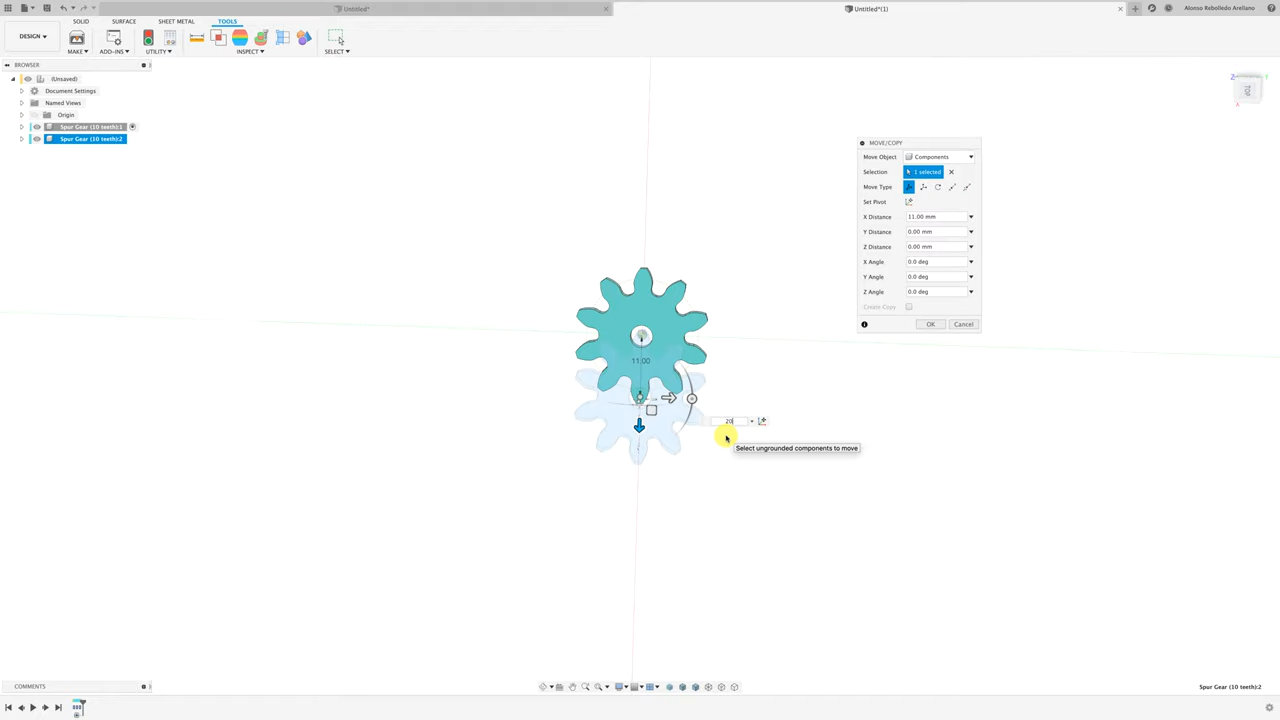 Untitled*
Untitled*(1)
Alonso Rebolledo Arellano
DESIGN
SOLID
SURFACE
SHEET METAL
TOOLS
MAKE
ADD-INS
UTILITY
INSPECT
SELECT
BROWSER
(Unsaved)
Document Settings
Named Views
Origin
Spur Gear (10 teeth):1
Spur Gear (10 teeth):2
TOP
Z
Y
X
MOVE/COPY
Move Object Components
Selection 1 selected
Move Type
Set Pivot
X Distance 11.00 mm
Y Distance 0.00 mm
Z Distance 0.00 mm
X Angle 0.0 deg
Y Angle 0.0 deg
Z Angle 0.0 deg
Create Copy
OK Cancel
11.00
20
Select ungrounded components to move
COMMENTS
Spur Gear (10 teeth):2